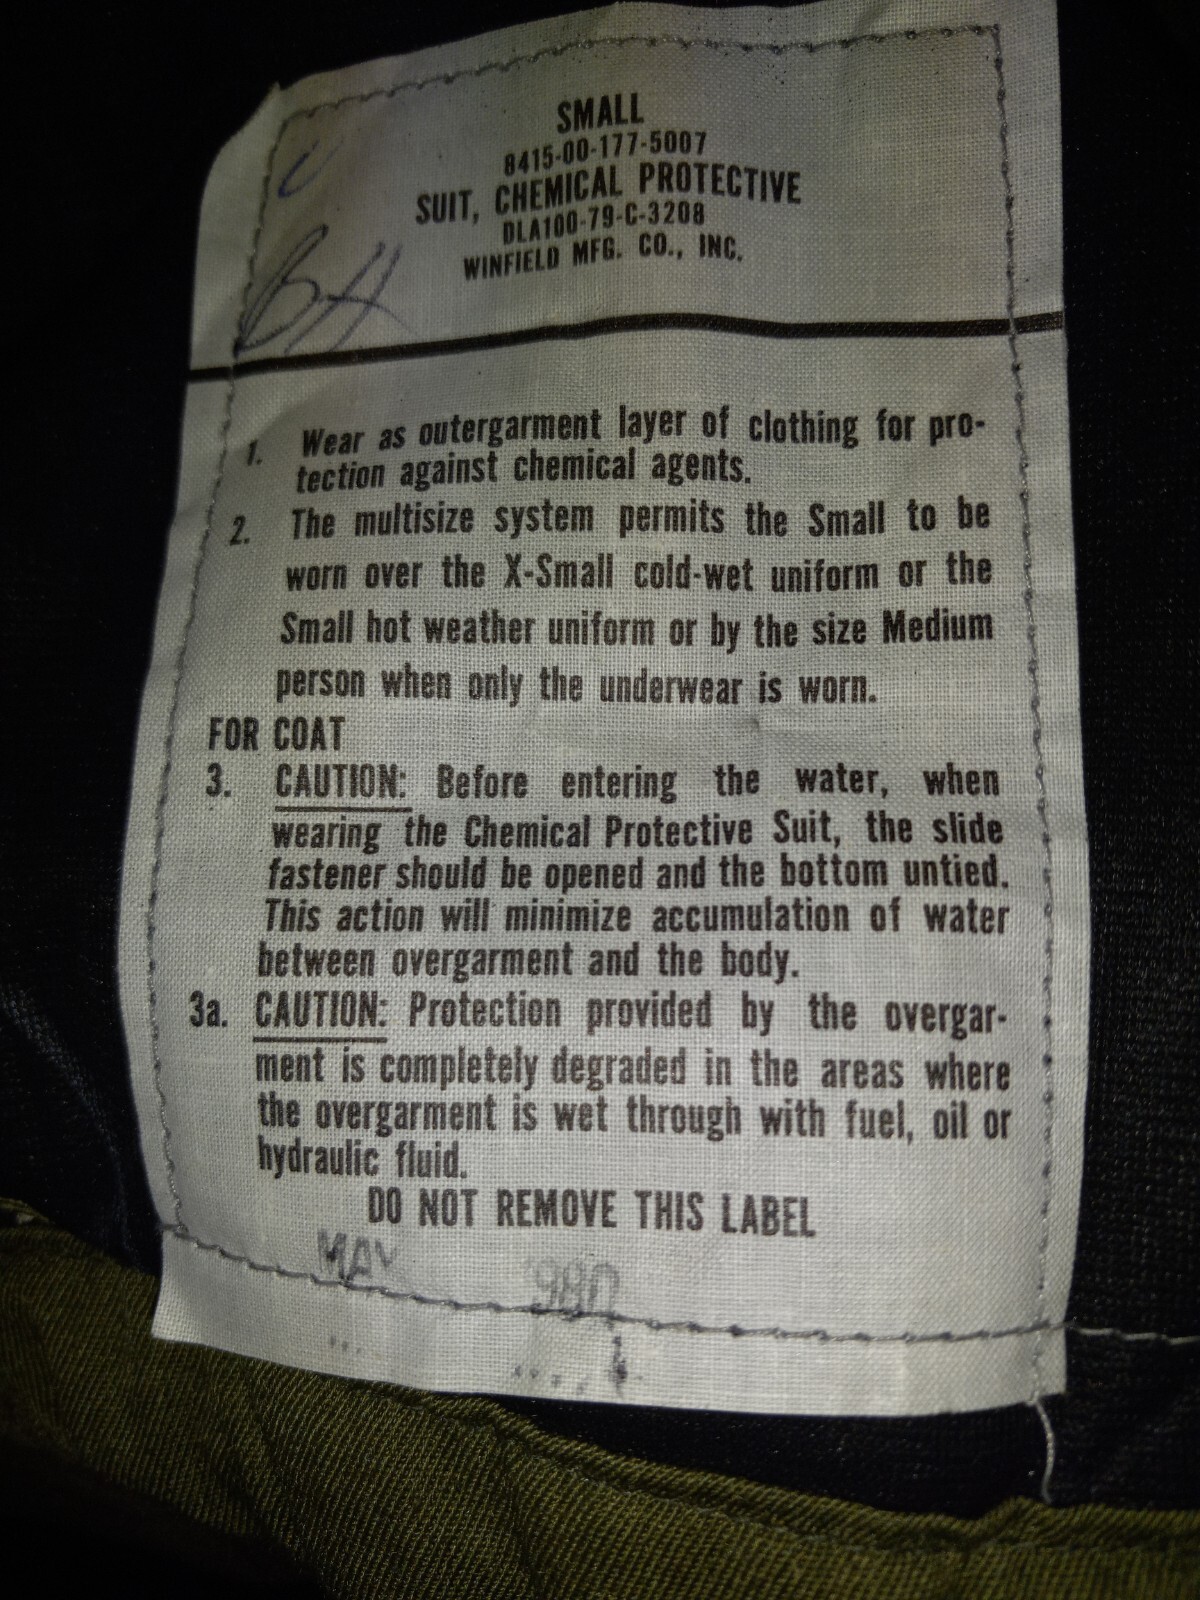 SMALL
8415-00-177-5007
SUIT, CHEMICAL PROTECTIVE
DLA100-79-C-3208
WINFIELD MFG. CO., INC.
1. Wear as outergarment layer of clothing for pro-
tection against chemical agents.
2. The multisize system permits the Small to be
worn over the X-Small cold-wet uniform or the
Small hot weather uniform or by the size Medium
person when only the underwear is worn.
FOR COAT
3. CAUTION: Before entering the water, when
wearing the Chemical Protective Suit, the slide
fastener should be opened and the bottom untied.
This action will minimize accumulation of water
between overgarment and the body.
3a. CAUTION: Protection provided by the overgar-
ment is completely degraded in the areas where
the overgarment is wet through with fuel, oil or
hydraulic fluid.
DO NOT REMOVE THIS LABEL
MAY 980